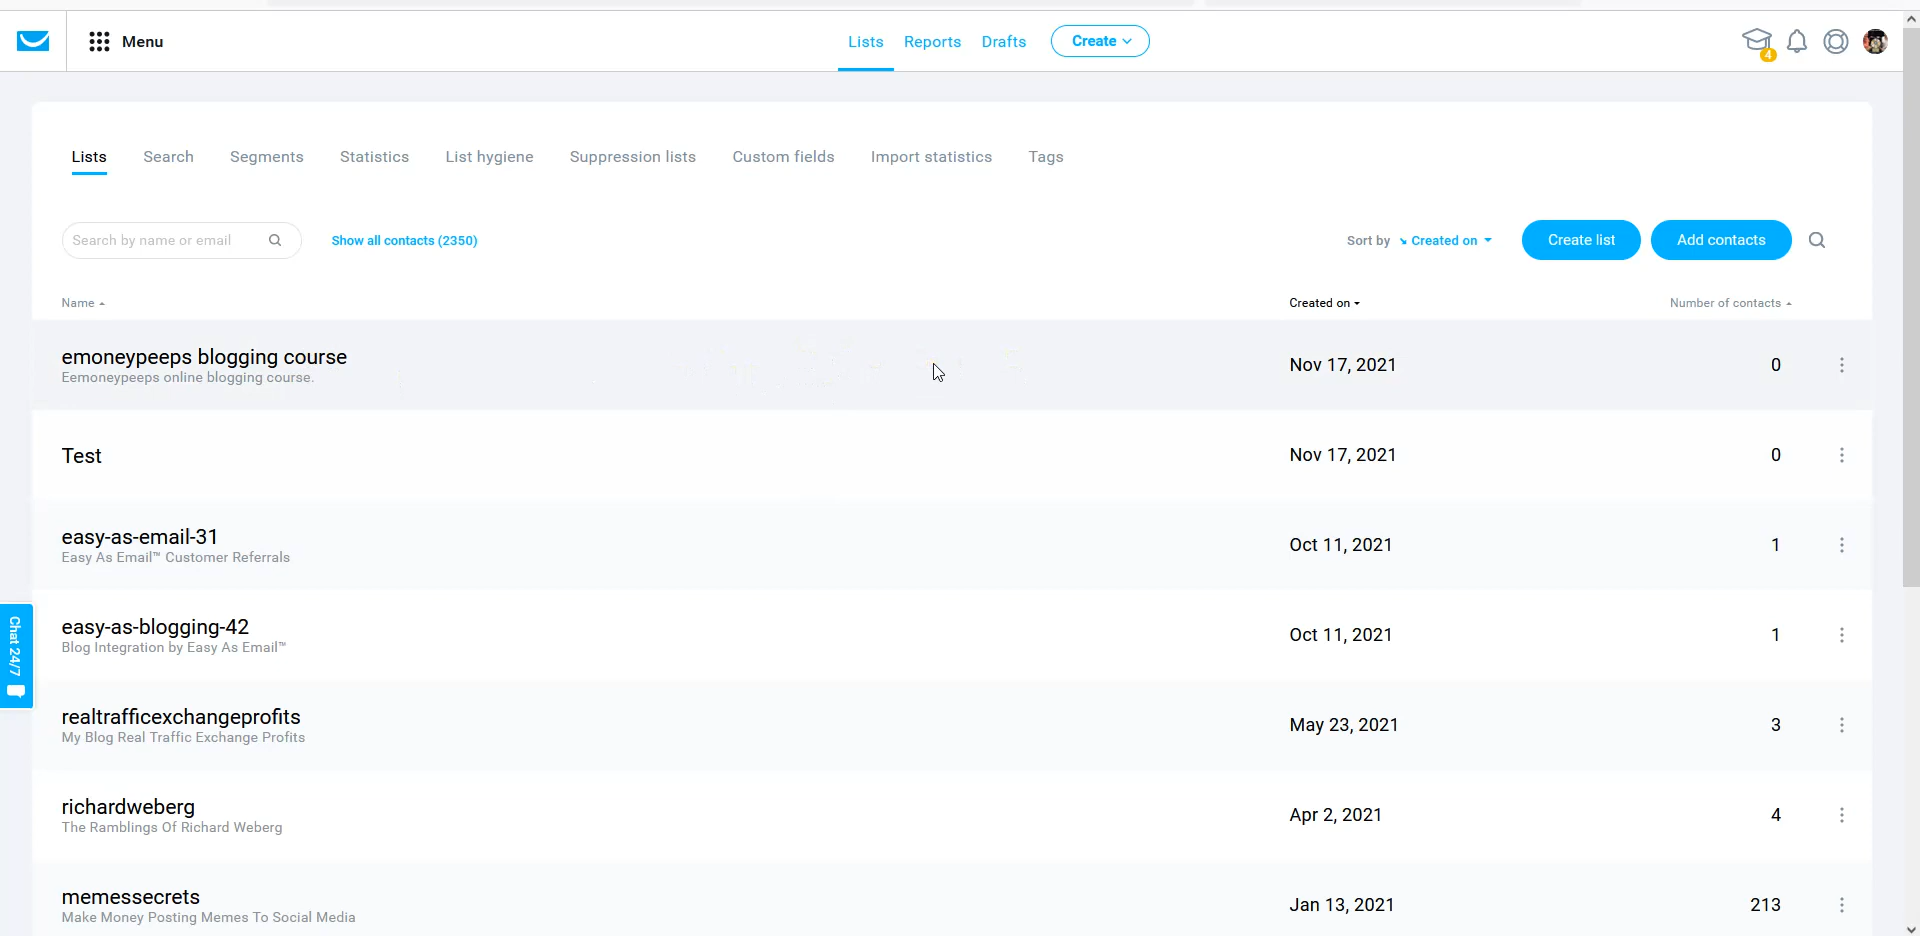 Menu
Lists Reports Drafts Create
4
Lists Search Segments Statistics List hygiene Suppression lists Custom fields Import statistics Tags
Search by name or email Show all contacts (2350) Sort by Created on Create list Add contacts
Name Created on Number of contacts
emoneypeeps blogging course Nov 17, 2021 0
Eemoneypeeps online blogging course.
Test Nov 17, 2021 0
easy-as-email-31 Oct 11, 2021 1
Easy As Email™ Customer Referrals
easy-as-blogging-42 Oct 11, 2021 1
Blog Integration by Easy As Email™
Chat 24/7
realtrafficexchangeprofits May 23, 2021 3
My Blog Real Traffic Exchange Profits
richardweberg Apr 2, 2021 4
The Ramblings Of Richard Weberg
memessecrets Jan 13, 2021 213
Make Money Posting Memes To Social Media